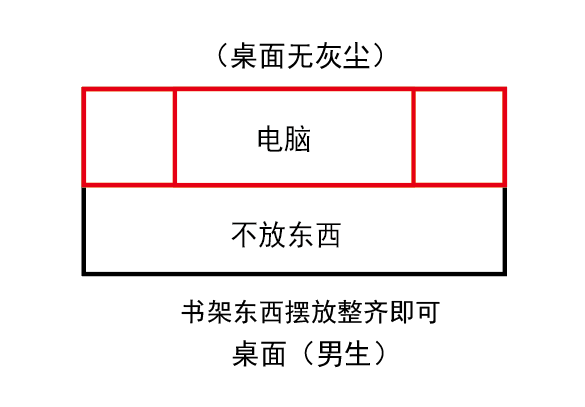 （桌面无灰尘）
电脑
不放东西
书架东西摆放整齐即可
桌面（男生）